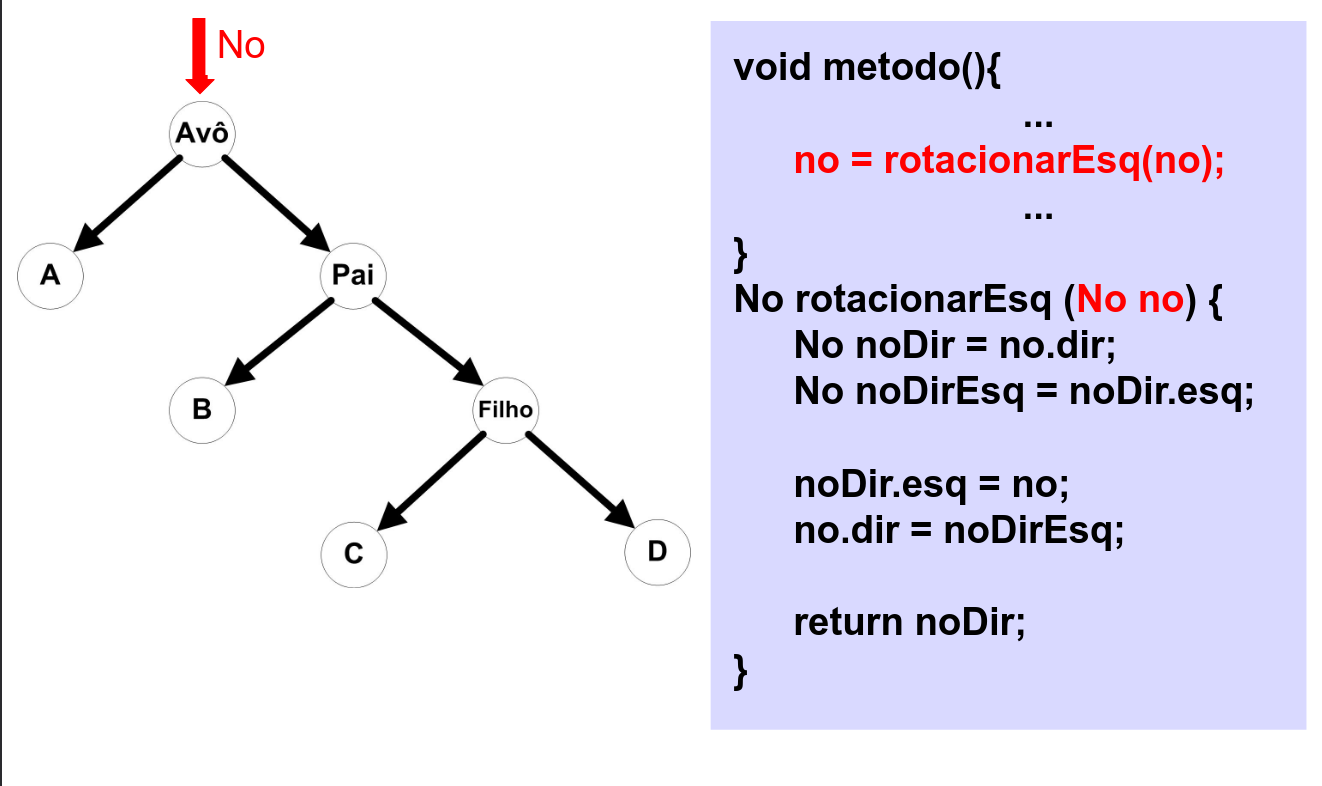 No
Avô
A
Pai
B
Filho
C
D
void metodo(){
...
no = rotacionarEsq(no);
...
}
No rotacionarEsq (No no) {
No noDir = no.dir;
No noDirEsq = noDir.esq;
noDir.esq = no;
no.dir = noDirEsq;
return noDir;
}